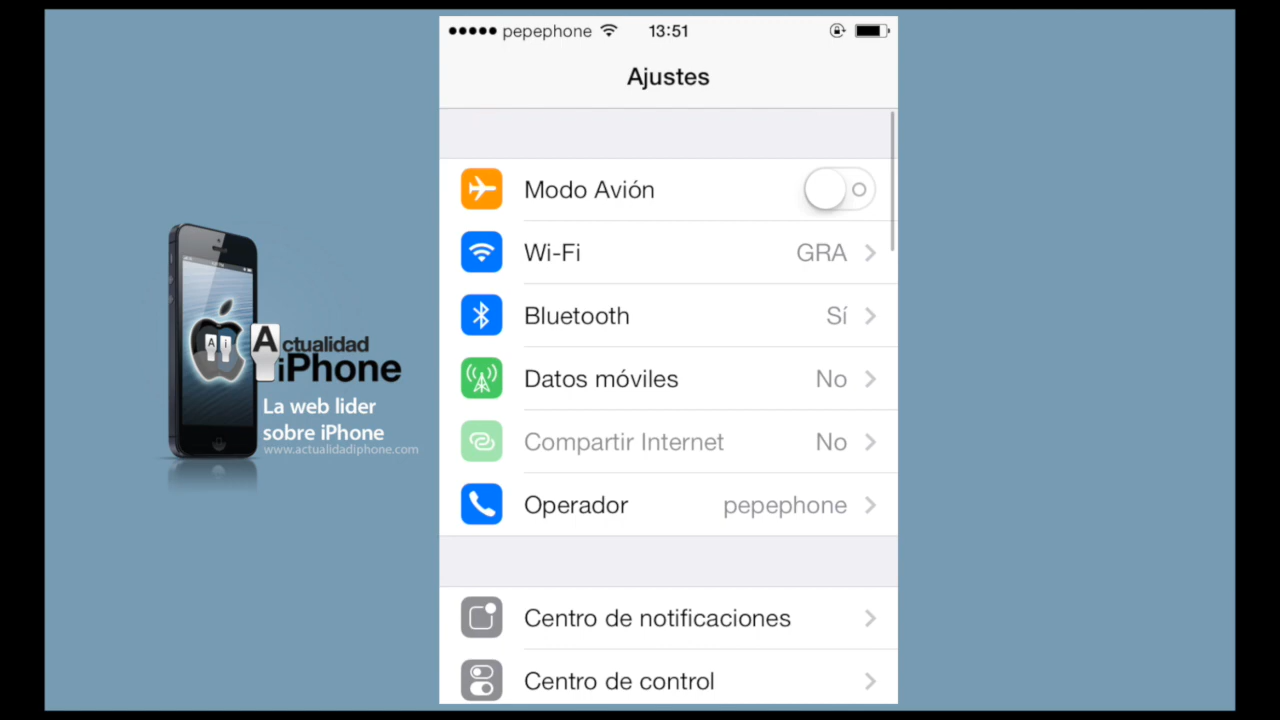 pepephone 13:51
Ajustes
Modo Avión
Wi-Fi GRA
Bluetooth Sí
Datos móviles No
Compartir Internet No
Operador pepephone
Centro de notificaciones
Centro de control
Actualidad
iPhone
La web lider
sobre iPhone
www.actualidadiphone.com